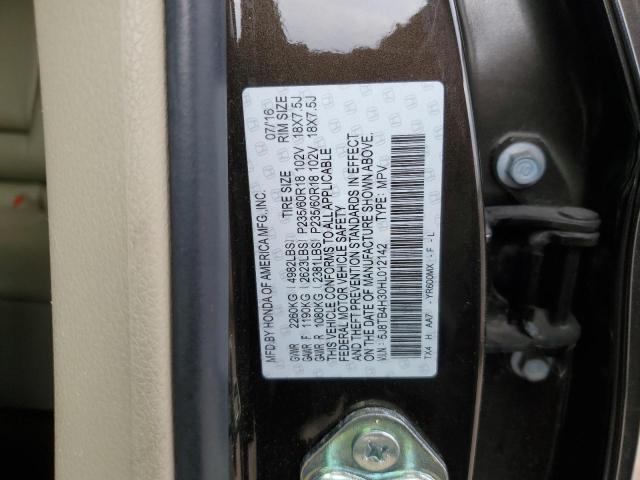 MFD.BY HONDA OF AMERICA MFG.,INC. 07/16
TIRE SIZE RIM SIZE
GVWR 2260KG ( 4982LBS)
GAWR F 1190KG ( 2623LBS) P235/60R18 102V 18X7.5J
GAWR R 1080KG ( 2381LBS) P235/60R18 102V 18X7.5J
THIS VEHICLE CONFORMS TO ALL APPLICABLE
FEDERAL MOTOR VEHICLE SAFETY
AND THEFT PREVENTION STANDARDS IN EFFECT
ON THE DATE OF MANUFACTURE SHOWN ABOVE.
V.I.N.: 5J8TB4H30HL012142 TYPE: MPV
TX4 H AA7 -YR600MX - F - L